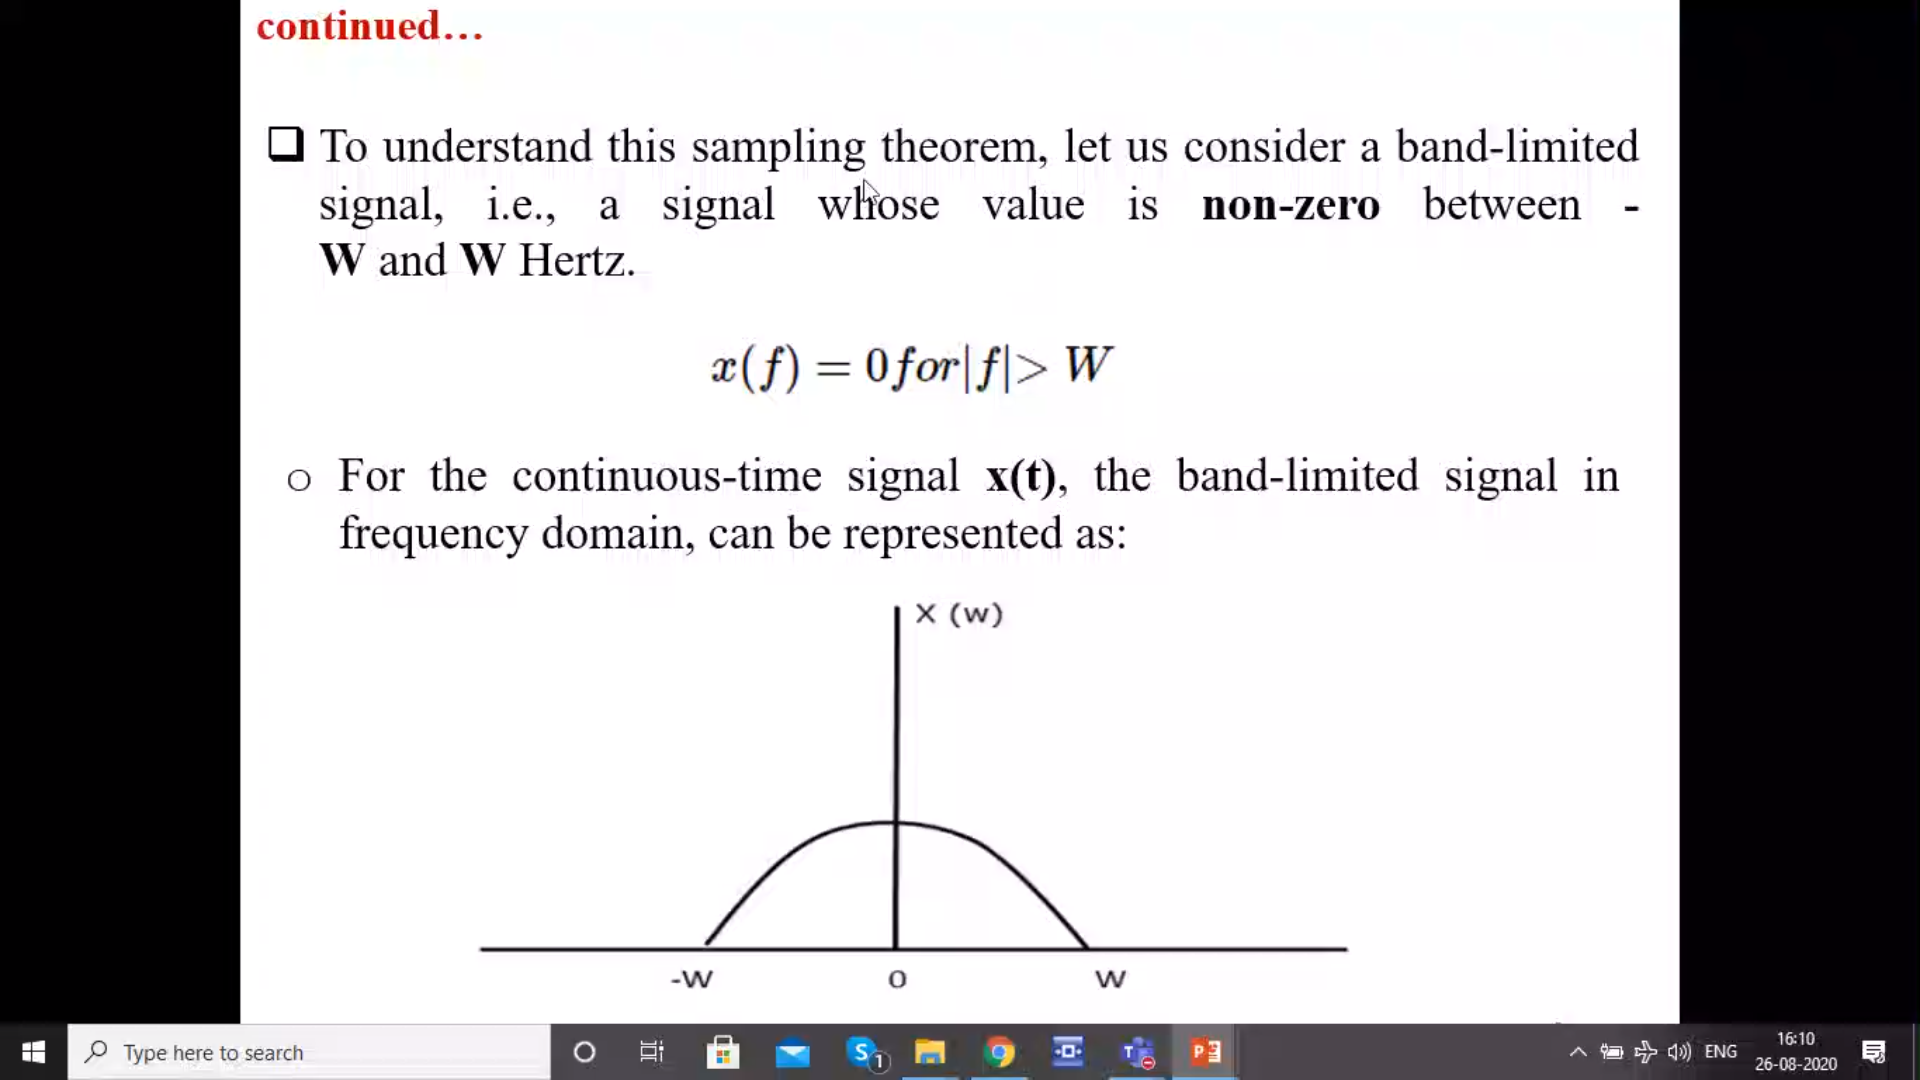 continued...
To understand this sampling theorem, let us consider a band-limited
signal, i.e., a signal whose value is non-zero between -
W and W Hertz.
x(f) = 0for|f|> W
For the continuous-time signal x(t), the band-limited signal in
frequency domain, can be represented as:
X (w)
-W 0 W
Type here to search
1
ENG
16:10
26-08-2020